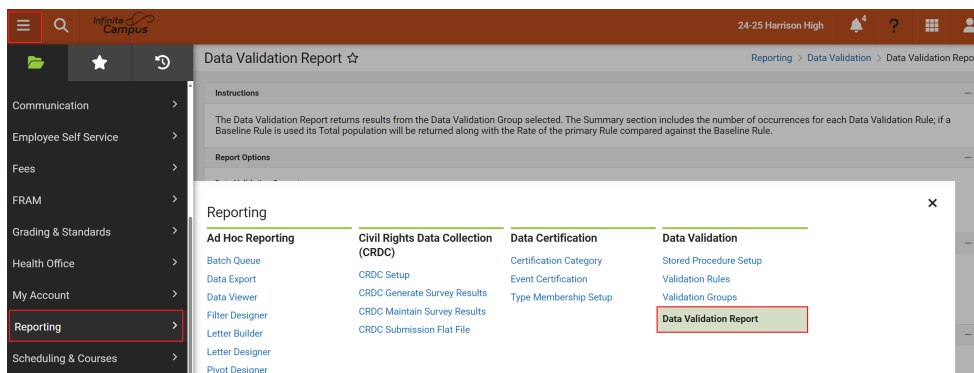 Infinite Campus
24-25 Harrison High
4
?
Data Validation Report
Reporting > Data Validation > Data Validation Repo
Instructions
The Data Validation Report returns results from the Data Validation Group selected. The Summary section includes the number of occurrences for each Data Validation Rule; if a
Baseline Rule is used its Total population will be returned along with the Rate of the primary Rule compared against the Baseline Rule.
Report Options
Communication
Employee Self Service
Fees
FRAM
Grading & Standards
Health Office
My Account
Reporting
Scheduling & Courses
Reporting
Ad Hoc Reporting
Batch Queue
Data Export
Data Viewer
Filter Designer
Letter Builder
Letter Designer
Pivot Designer
Civil Rights Data Collection
(CRDC)
CRDC Setup
CRDC Generate Survey Results
CRDC Maintain Survey Results
CRDC Submission Flat File
Data Certification
Certification Category
Event Certification
Type Membership Setup
Data Validation
Stored Procedure Setup
Validation Rules
Validation Groups
Data Validation Report